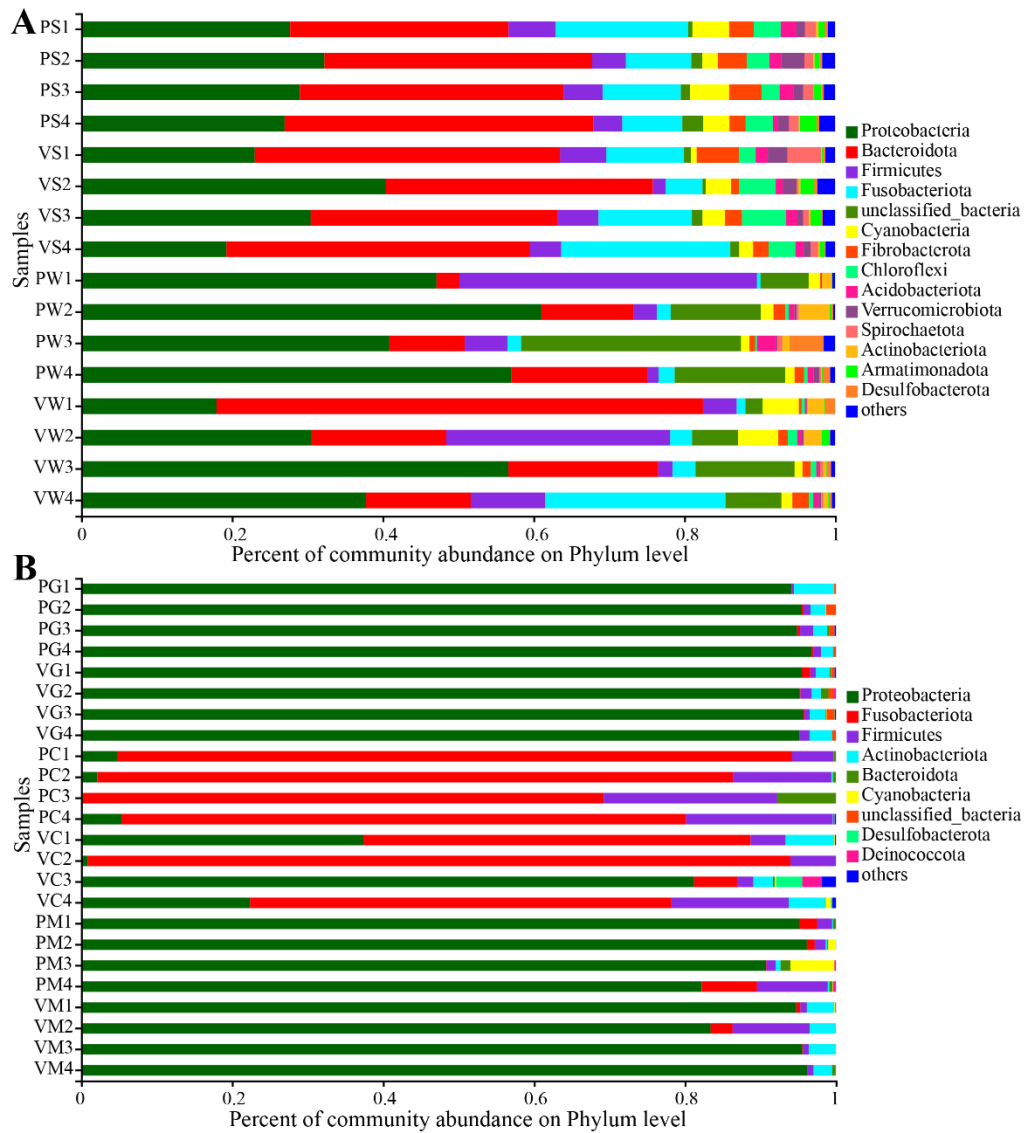 A
PS1
PS2
PS3
PS4
VS1
VS2
VS3
VS4
PW1
PW2
PW3
PW4
VW1
VW2
VW3
VW4
Samples
0 0.2 0.4 0.6 0.8 1
Percent of community abundance on Phylum level
Proteobacteria
Bacteroidota
Firmicutes
Fusobacteriota
unclassified_bacteria
Cyanobacteria
Fibrobacterota
Chloroflexi
Acidobacteriota
Verrucomicrobiota
Spirochaetota
Actinobacteriota
Armatimonadota
Desulfobacterota
others
B
PG1
PG2
PG3
PG4
VG1
VG2
VG3
VG4
PC1
PC2
PC3
PC4
VC1
VC2
VC3
VC4
PM1
PM2
PM3
PM4
VM1
VM2
VM3
VM4
Samples
0 0.2 0.4 0.6 0.8 1
Percent of community abundance on Phylum level
Proteobacteria
Fusobacteriota
Firmicutes
Actinobacteriota
Bacteroidota
Cyanobacteria
unclassified_bacteria
Desulfobacterota
Deinococcota
others